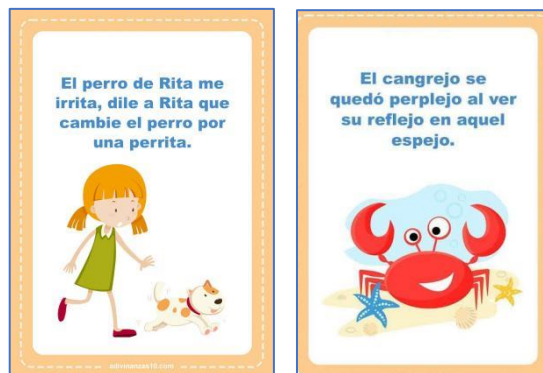 El perro de Rita me
irrita, dile a Rita que
cambie el perro por
una perrita.
El cangrejo se
quedó perplejo al ver
su reflejo en aquel
espejo.